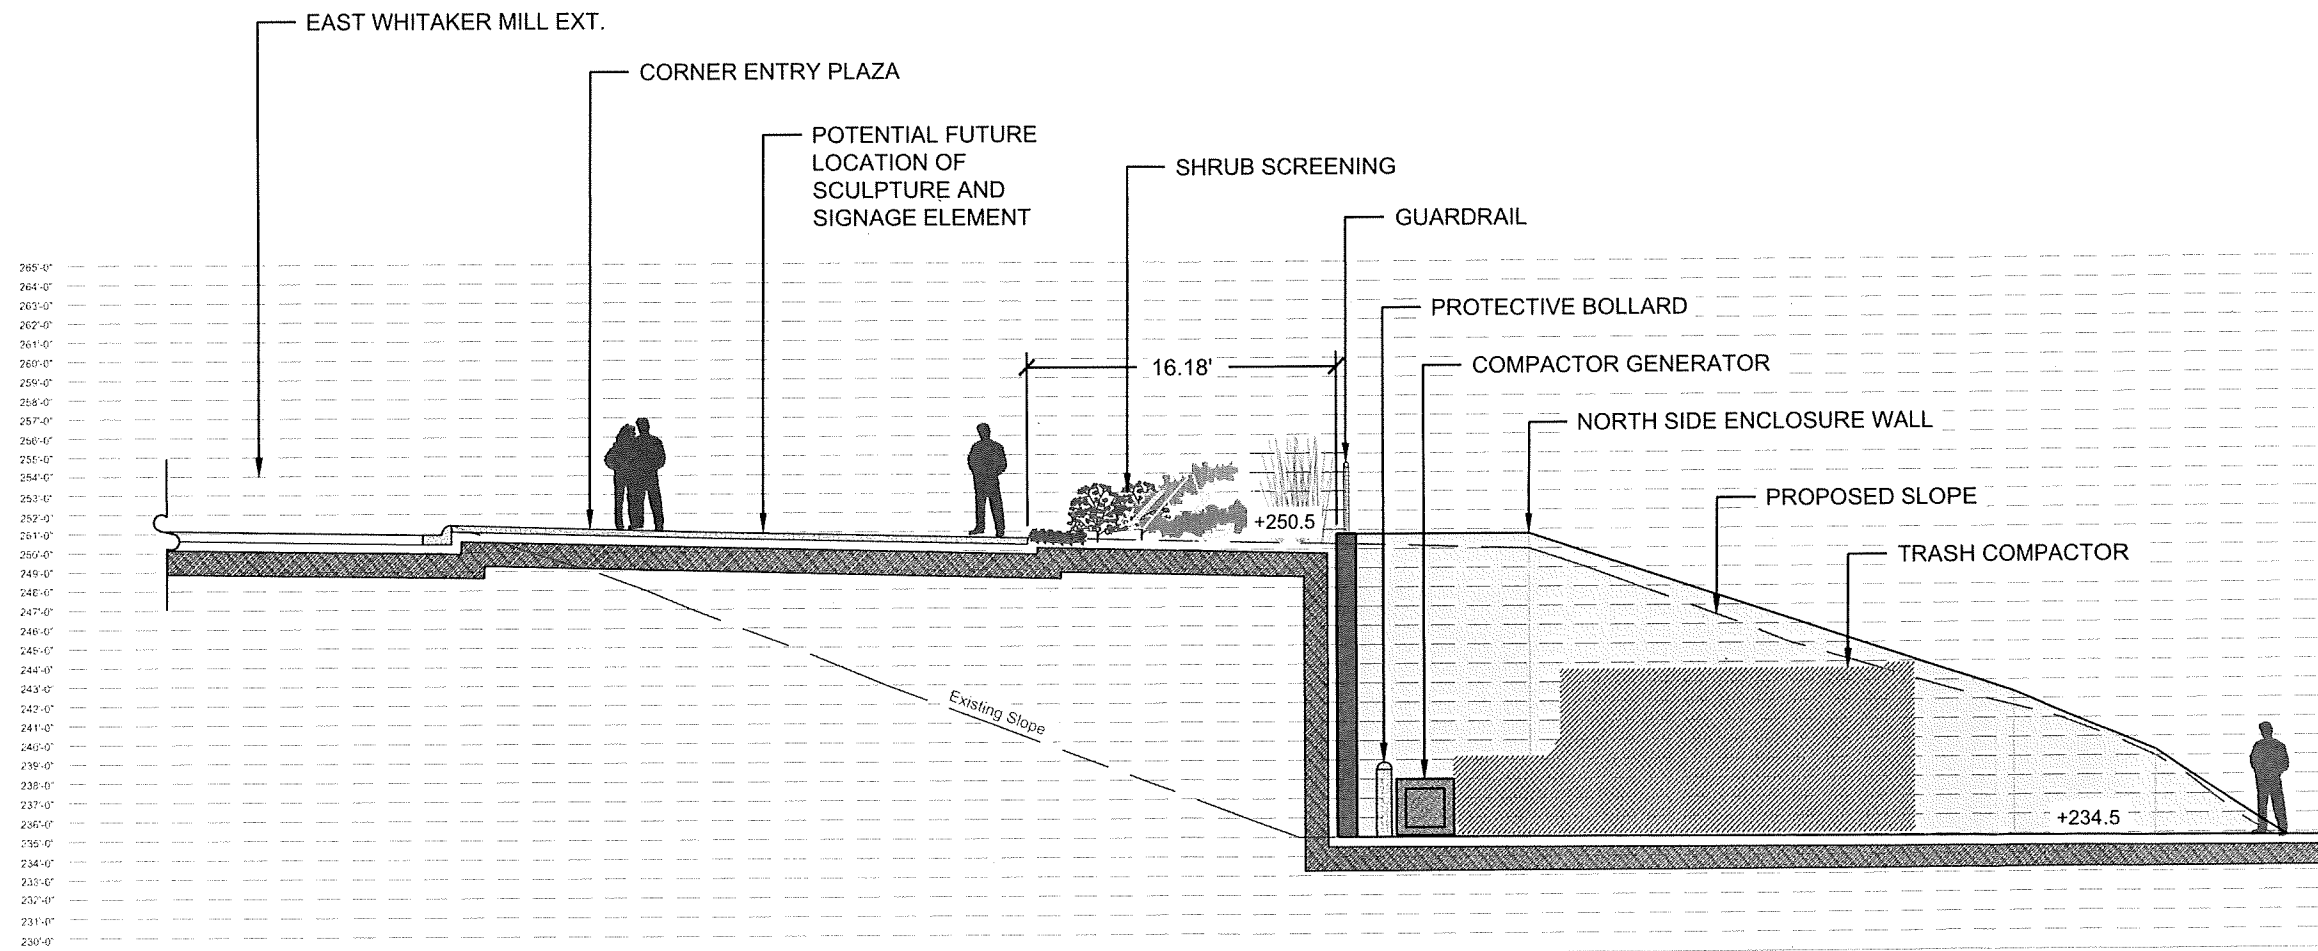 EAST WHITAKER MILL EXT.
CORNER ENTRY PLAZA
POTENTIAL FUTURE
LOCATION OF
SCULPTURE AND
SIGNAGE ELEMENT
SHRUB SCREENING
GUARDRAIL
PROTECTIVE BOLLARD
16.18'
COMPACTOR GENERATOR
NORTH SIDE ENCLOSURE WALL
PROPOSED SLOPE
TRASH COMPACTOR
+250.5
Existing Slope
+234.5
265'-0"
264'-0"
263'-0"
262'-0"
261'-0"
260'-0"
259'-0"
258'-0"
257'-0"
256'-0"
255'-0"
254'-0"
253'-0"
252'-0"
251'-0"
250'-0"
249'-0"
248'-0"
247'-0"
246'-0"
245'-0"
244'-0"
243'-0"
242'-0"
241'-0"
240'-0"
239'-0"
238'-0"
237'-0"
236'-0"
235'-0"
234'-0"
233'-0"
232'-0"
231'-0"
230'-0"